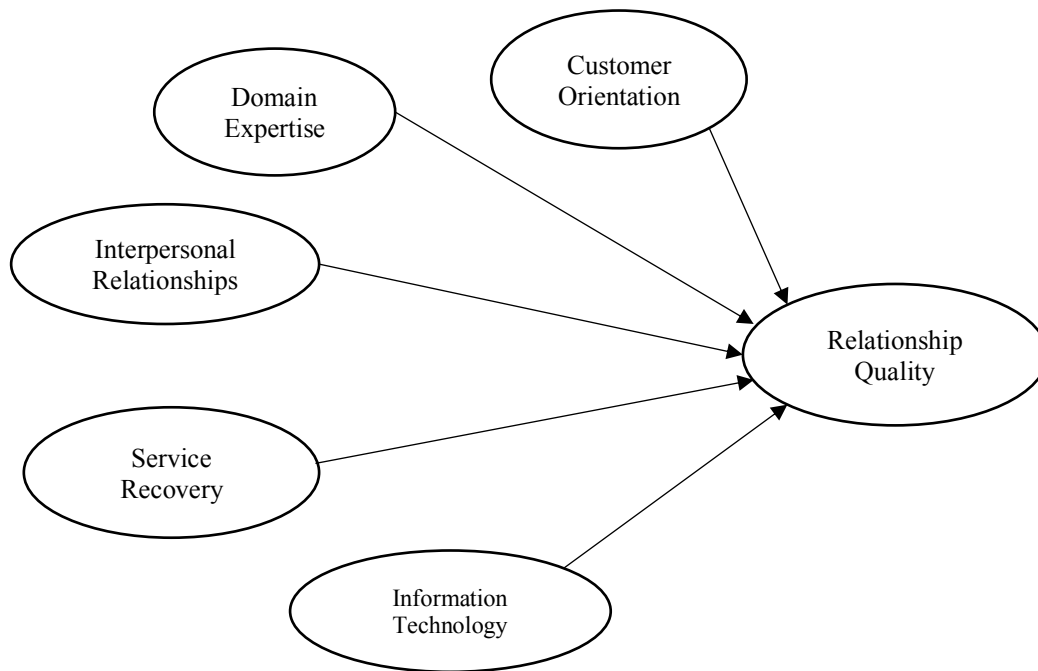 Customer
Orientation
Domain
Expertise
Interpersonal
Relationships
Relationship
Quality
Service
Recovery
Information
Technology